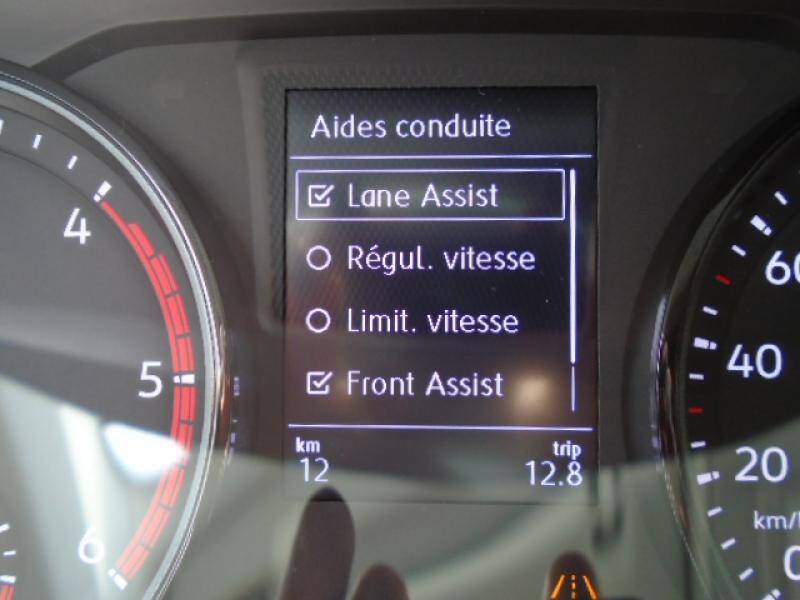 Aides conduite
Lane Assist
Régul. vitesse
Limit. vitesse
Front Assist
km trip
12 12.8
4
5
6
60
40
20
km/h
0